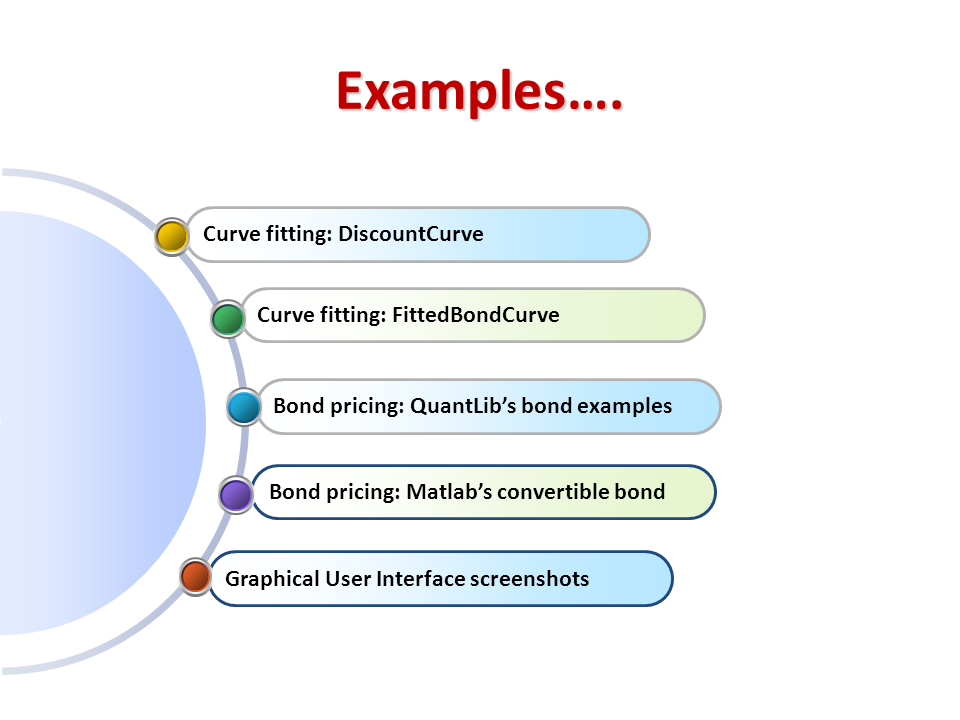 Examples….
Curve fitting: DiscountCurve
Curve fitting: FittedBondCurve
Bond pricing: QuantLib’s bond examples
Bond pricing: Matlab’s convertible bond
Graphical User Interface screenshots